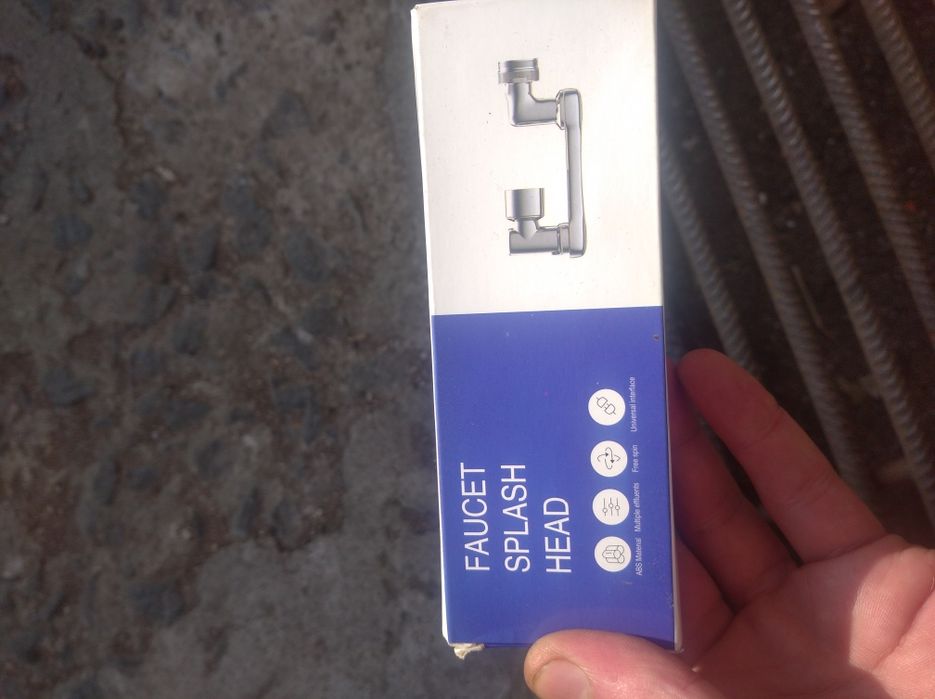 FAUCET
SPLASH
HEAD
ABS Material
Multiple effluents
Free spin
Universal interface